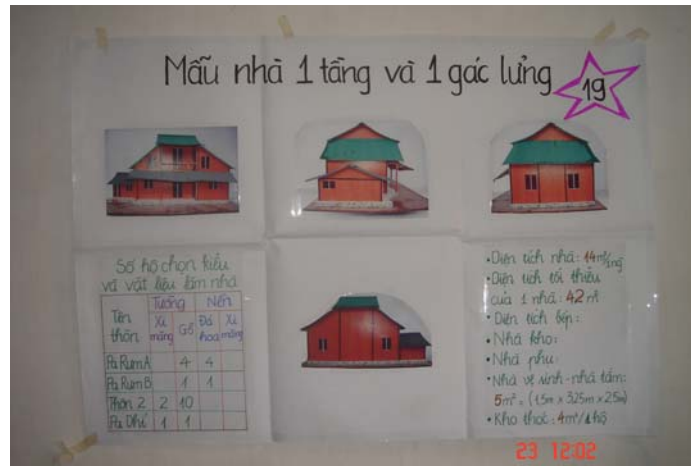 Mẫu nhà 1 tầng và 1 gác lưng
19
Số hộ chọn kiểu
và vật liệu làm nhà
Tên thôn Tường Nền
Xi măng Gỗ Đá hoa Xi măng
Pa Rum A 4 4
Pa Rum B 1 1
Thôn 2 2 10
Pa Dhí 1 1
•Diện tích nhà: 14m²/ng
•Diện tích tối thiểu
của 1 nhà: 42 m²
•Diện tích bếp:
•Nhà kho:
•Nhà phụ:
•Nhà vệ sinh-nhà tắm:
5m² = (1,5m x 3,25m x 2,5m)
•Kho thóc: 4m²/1 hộ
23 12:02